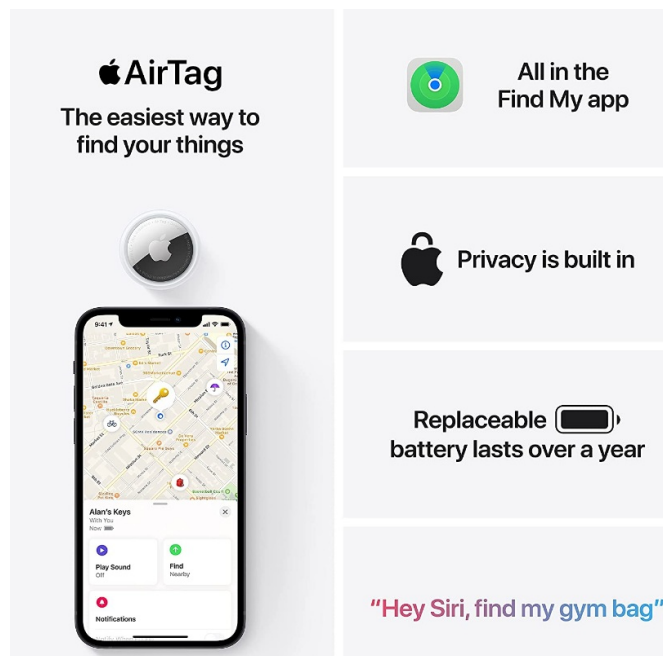 AirTag
The easiest way to
find your things
9:41
Alan's Keys
With You
Now
Play Sound
Off
Find
Nearby
Notifications
All in the
Find My app
Privacy is built in
Replaceable
battery lasts over a year
“Hey Siri, find my gym bag”